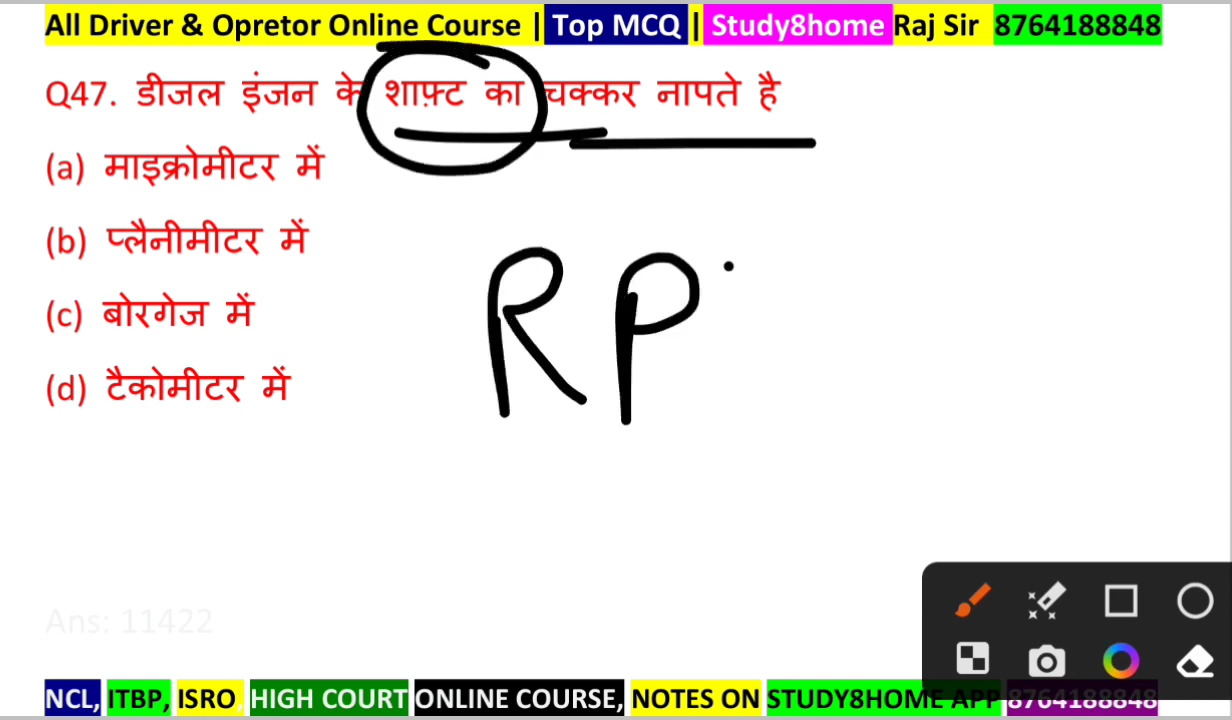 All Driver & Opretor Online Course | Top MCQ | Study8home Raj Sir 8764188848
Q47. डीजल इंजन के शाफ़्ट का चक्कर नापते है
(a) माइक्रोमीटर में
(b) प्लैनीमीटर में
(c) बोरगेज में
(d) टैकोमीटर में
RP
Ans: 11422
NCL, ITBP, ISRO, HIGH COURT ONLINE COURSE, NOTES ON STUDY8HOME APP 8764188848